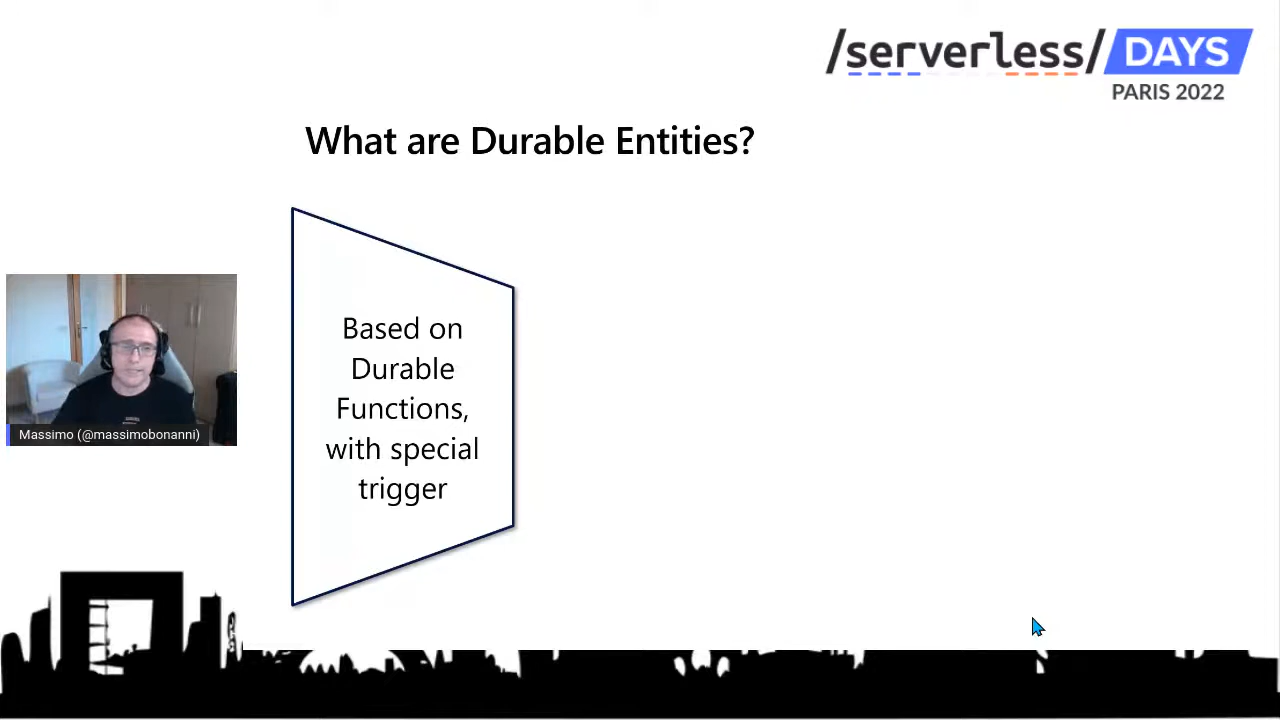 /serverless/ DAYS
PARIS 2022
What are Durable Entities?
Based on
Durable
Functions,
with special
trigger
Massimo (@massimobonanni)